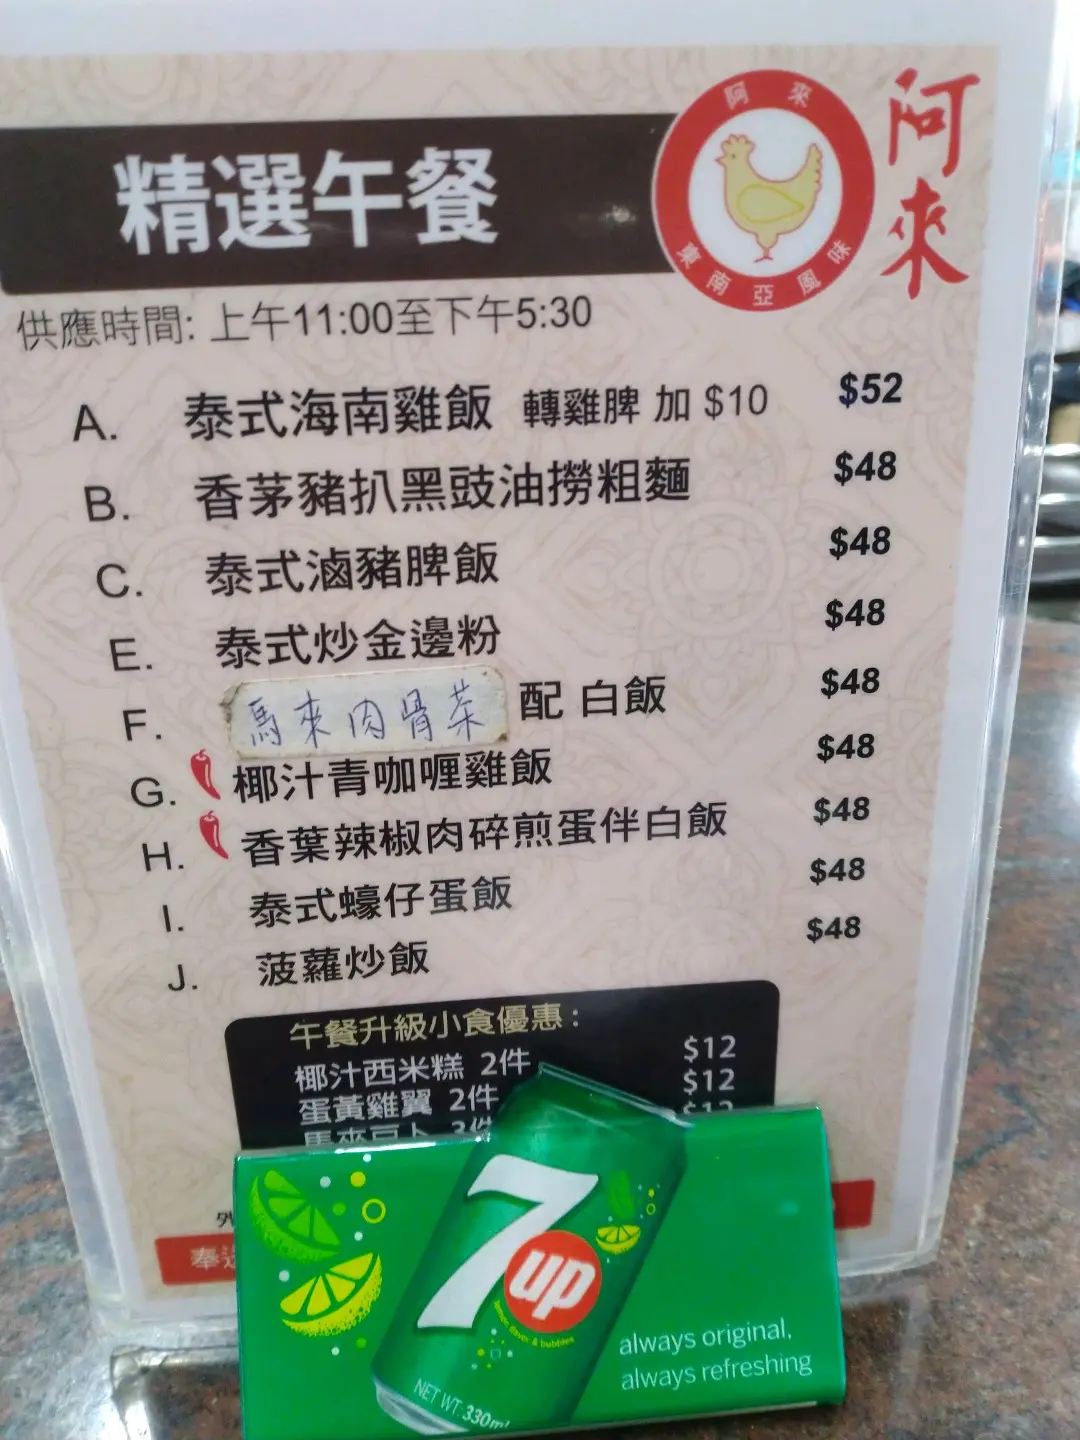 阿來
東南亞風味
阿來
精選午餐
供應時間: 上午11:00至下午5:30
A. 泰式海南雞飯 轉雞脾 加 $10 $52
B. 香茅豬扒黑豉油撈粗麵 $48
C. 泰式滷豬脾飯 $48
E. 泰式炒金邊粉 $48
F. 馬來肉骨茶 配 白飯 $48
G. 椰汁青咖喱雞飯 $48
H. 香葉辣椒肉碎煎蛋伴白飯 $48
I. 泰式蠔仔蛋飯 $48
J. 菠蘿炒飯 $48
午餐升級小食優惠:
椰汁西米糕 2件 $12
蛋黃雞翼 2件 $12
$12
奉送
7up
lemon flavor & bubbles
always original,
always refreshing
NET WT. 330ml